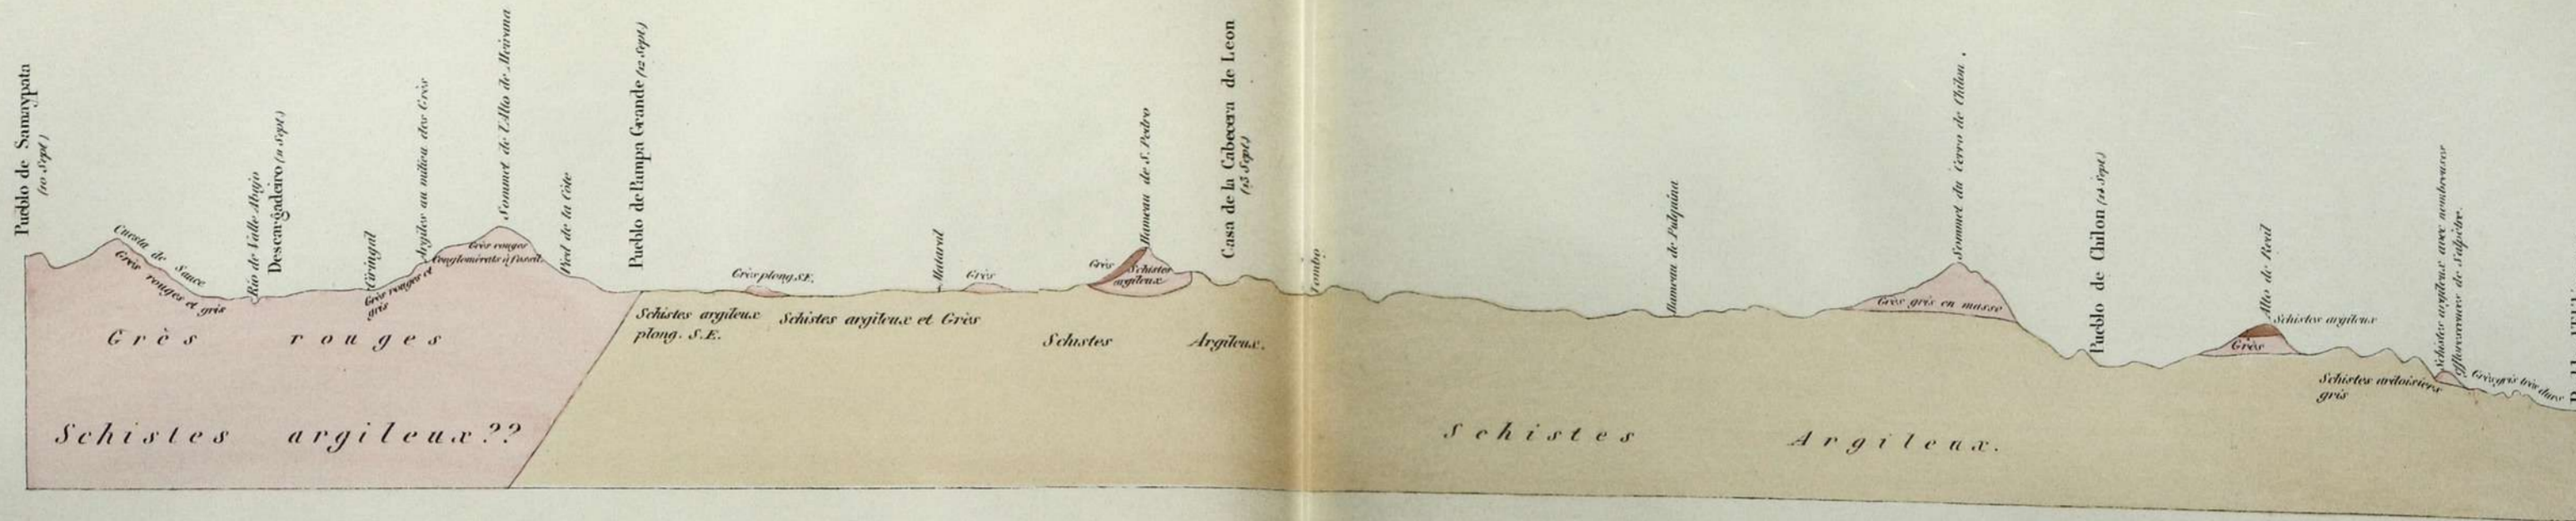 Pueblo de Samaypata
(10 Sept)
Cuesta de Sauce
Grès rouges et gris
Rio de Valle Abajo
Descargadeiro (11 Sept)
Grès rouges et
gris
Argiles au milieu des Grès
Sommet de l'Alto de
Grès rouges
Conglomérats à fossil.
Pied de la Côte
Pueblo de Pampa Grande (12 Sept)
Grès rouges
Schistes argileux??
Schistes argileux
plong. S.E.
Grès plong. S.E.
Schistes argileux et Grès
Mataral
Grès
Grès
Schistes
argileux
Hameau de S. Pedro
Casa de la Cabecera de Leon
(13 Sept)
Schistes Argileux.
Hameau de Pulquina
Sommet du Cerro de Chilon.
Grès gris en masse
Schistes Argileux.
Pueblo de Chilon (14 Sept)
Alto de
Schistes argileux
Grès
Schistes argileux avec nombreuses
efflorescences de Salpêtre.
Schistes ardoisiers
gris
Grès gris très durs